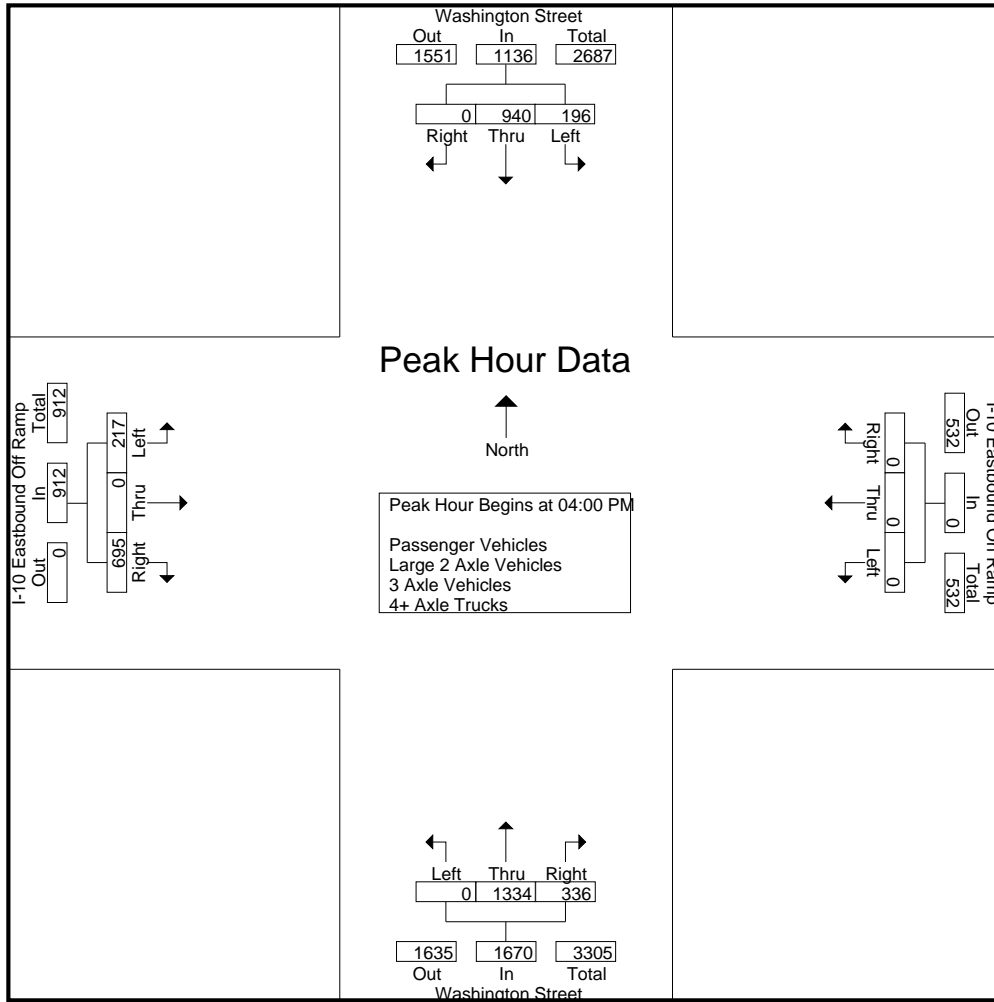 Washington Street
Out In Total
1551 1136 2687
0 940 196
Right Thru Left
Peak Hour Data
North
Peak Hour Begins at 04:00 PM
Passenger Vehicles
Large 2 Axle Vehicles
3 Axle Vehicles
4+ Axle Trucks
I-10 Eastbound Off Ramp
Out In Total
0 912 912
Left Thru Right
217 0 695
I-10 Eastbound On Ramp
Out In Total
532 0 532
Right Thru Left
0 0 0
Left Thru Right
0 1334 336
1635 1670 3305
Out In Total
Washington Street